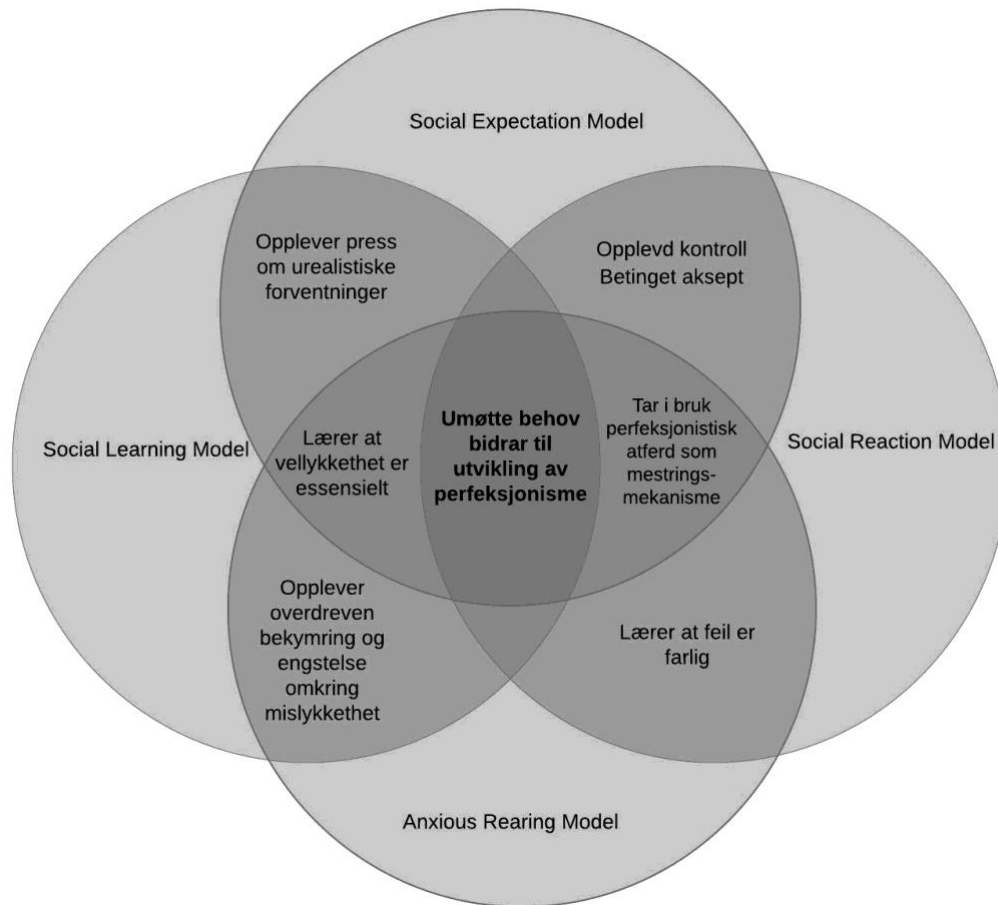 Social Expectation Model
Opplever press
om urealistiske
forventninger
Opplevd kontroll
Betinget aksept
Social Learning Model
Lærer at
vellykkethet er
essensielt
Umøtte behov
bidrar til
utvikling av
perfeksjonisme
Tar i bruk
perfeksjonistisk
atferd som
mestrings-
mekanisme
Social Reaction Model
Opplever
overdreven
bekymring og
engstelse
omkring
mislykkethet
Lærer at feil er
farlig
Anxious Rearing Model